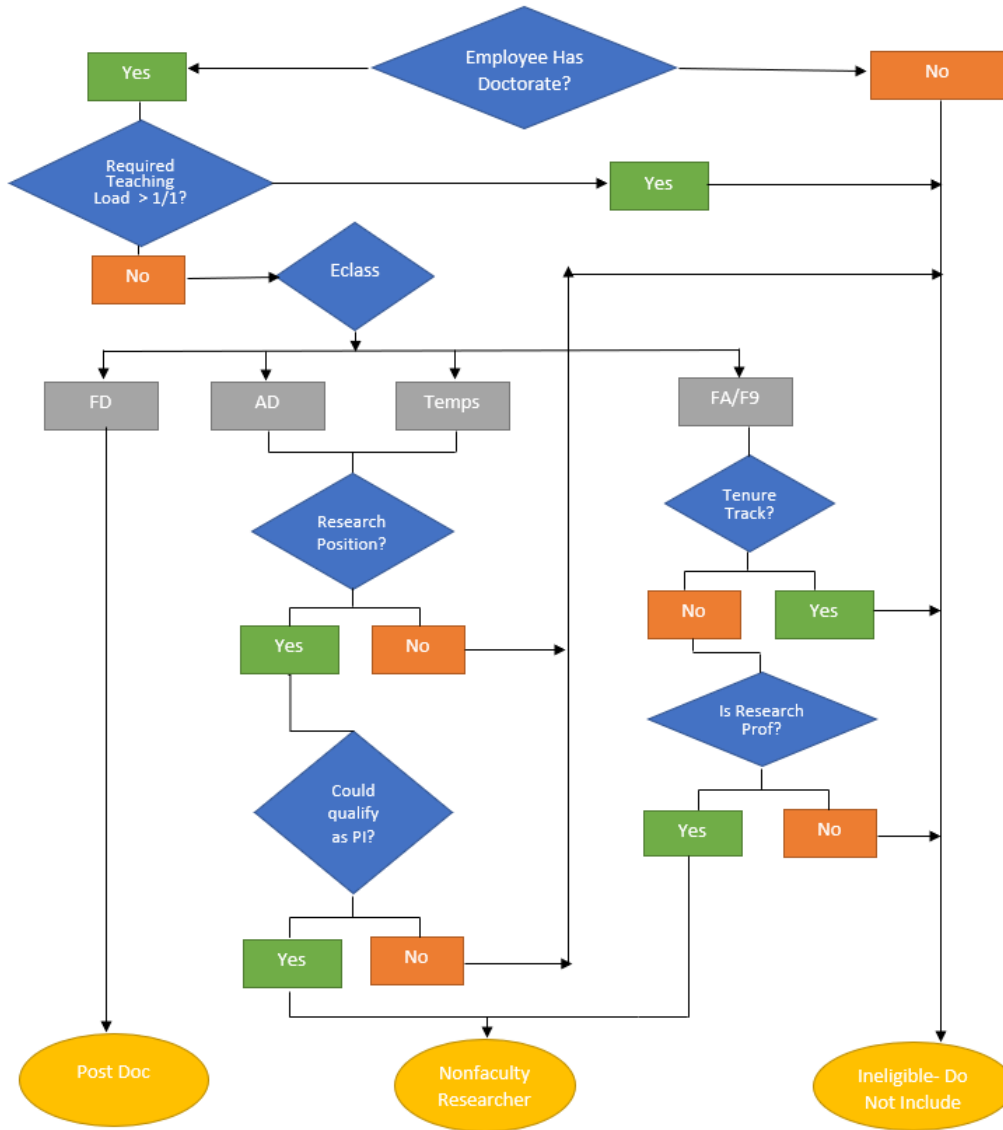 Yes
Employee Has
Doctorate?
No
Required
Teaching
Load > 1/1?
Yes
No
Eclass
FD
AD
Temps
FA/F9
Tenure
Track?
Research
Position?
No
Yes
Yes
No
Is Research
Prof?
Could
qualify
as PI?
Yes
No
Yes
No
Post Doc
Nonfaculty
Researcher
Ineligible- Do
Not Include